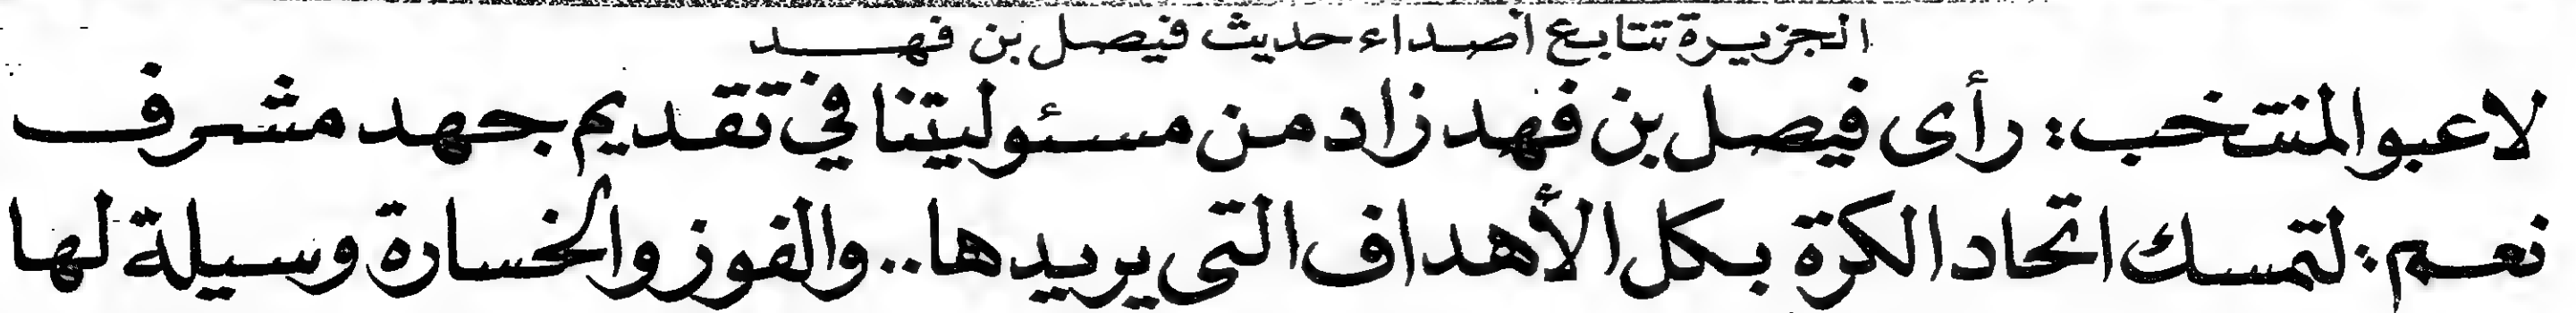 الجزيرة تتابع أصداء حديث فيصل بن فهد
لاعبو المنتخب: رأى فيصل بن فهد زاد من مسئوليتنا في تقديم جهد مشرف
نعم: لتمسك اتحاد الكرة بكل الأهداف التى يريدها.. والفوز والخسارة وسيلة لها